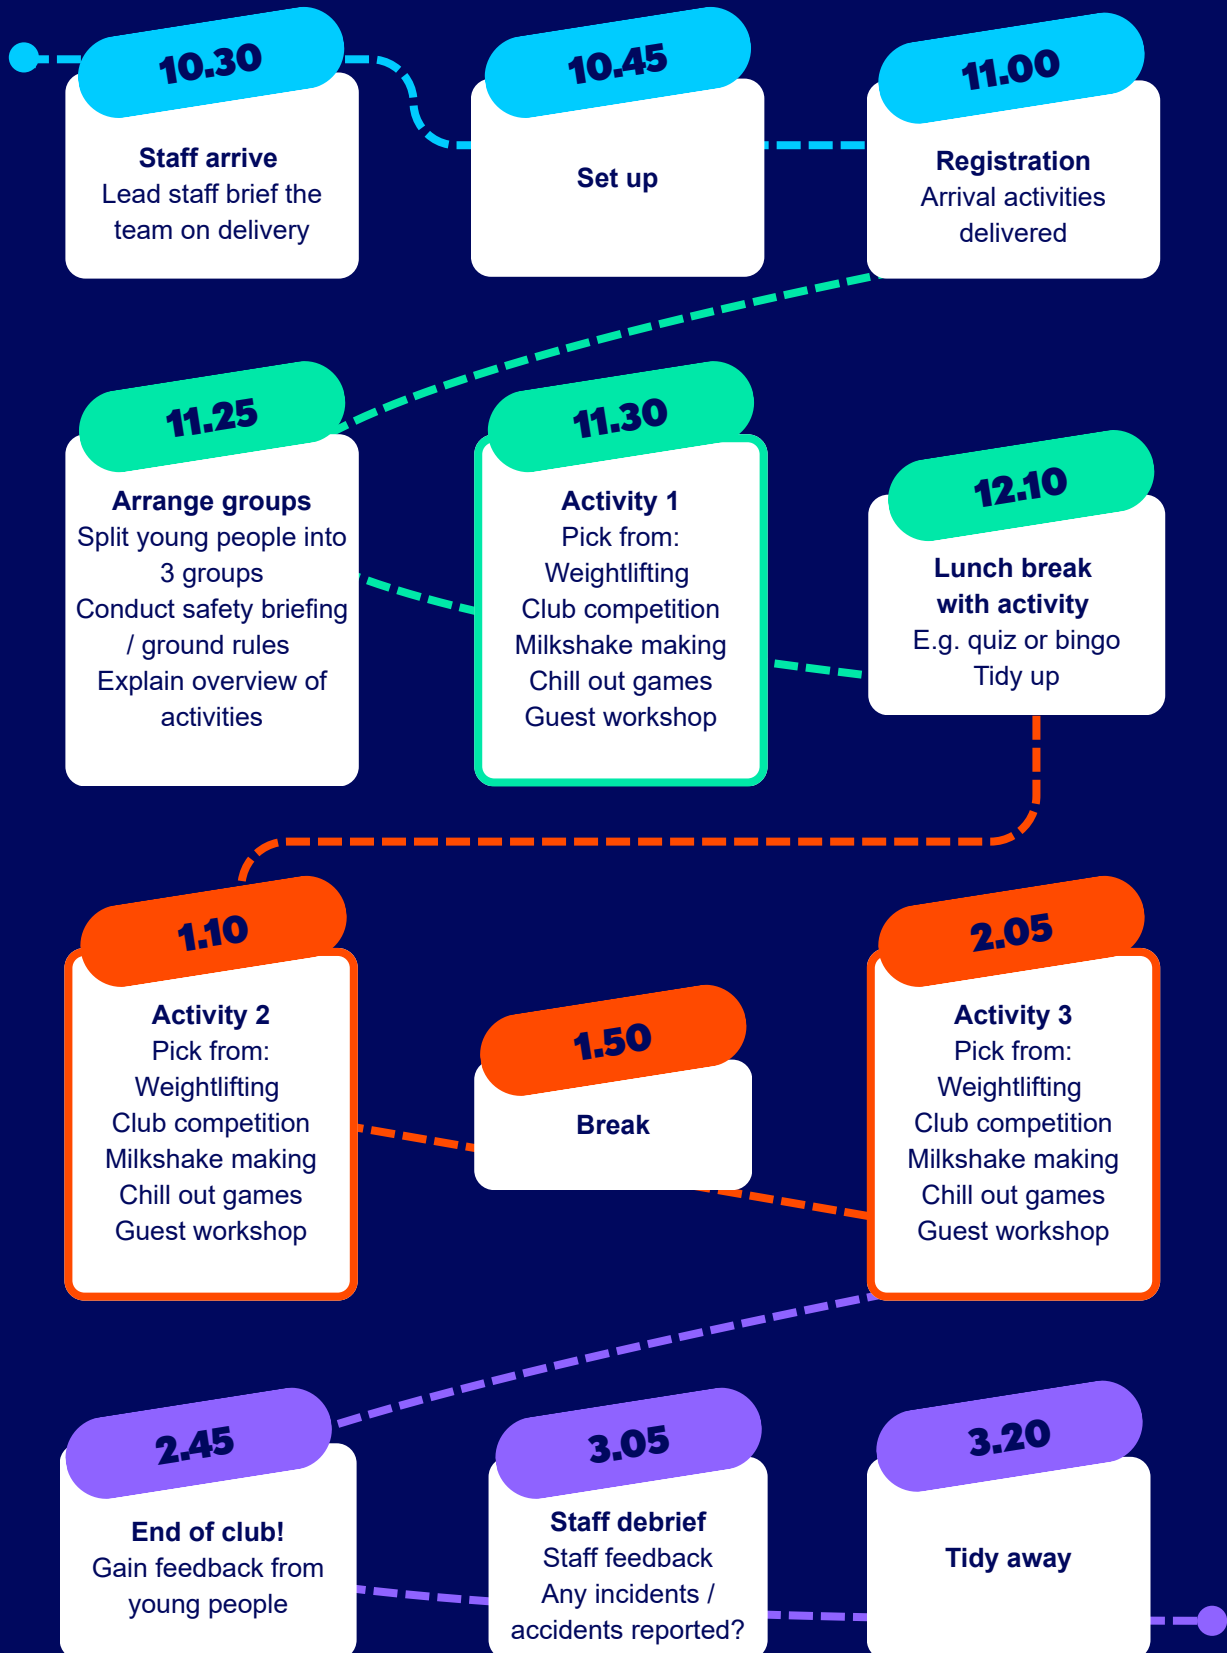 10.30
Staff arrive
Lead staff brief the
team on delivery
10.45
Set up
11.00
Registration
Arrival activities
delivered
11.25
Arrange groups
Split young people into
3 groups
Conduct safety briefing
/ ground rules
Explain overview of
activities
11.30
Activity 1
Pick from:
Weightlifting
Club competition
Milkshake making
Chill out games
Guest workshop
12.10
Lunch break
with activity
E.g. quiz or bingo
Tidy up
1.10
Activity 2
Pick from:
Weightlifting
Club competition
Milkshake making
Chill out games
Guest workshop
1.50
Break
2.05
Activity 3
Pick from:
Weightlifting
Club competition
Milkshake making
Chill out games
Guest workshop
2.45
End of club!
Gain feedback from
young people
3.05
Staff debrief
Staff feedback
Any incidents /
accidents reported?
3.20
Tidy away